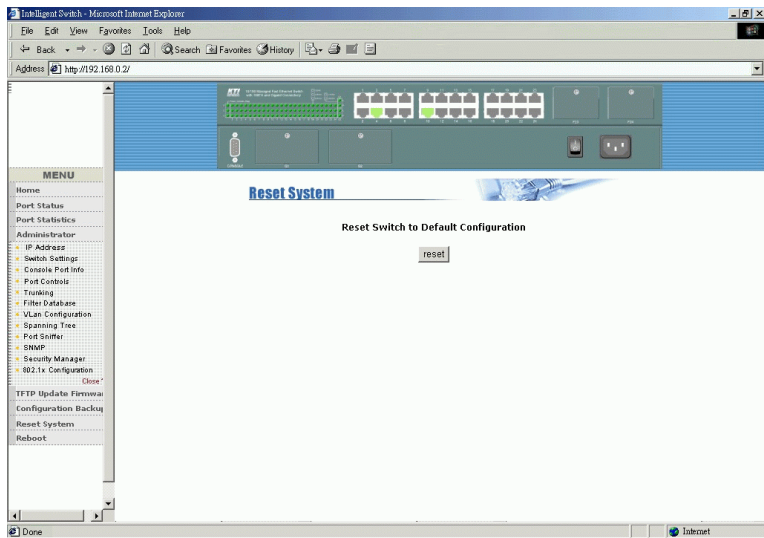 Intelligent Switch - Microsoft Internet Explorer
File Edit View Favorites Tools Help
Back Search Favorites History
Address http://192.168.0.2/
MENU
Home
Port Status
Port Statistics
Administrator
IP Address
Switch Settings
Console Port Info
Port Controls
Trunking
Filter Database
VLan Configuration
Spanning Tree
Port Sniffer
SNMP
Security Manager
802.1x Configuration
Close
TFTP Update Firmwa
Configuration Backup
Reset System
Reboot
CONSOLE
Reset System
Reset Switch to Default Configuration
reset
Done
Internet